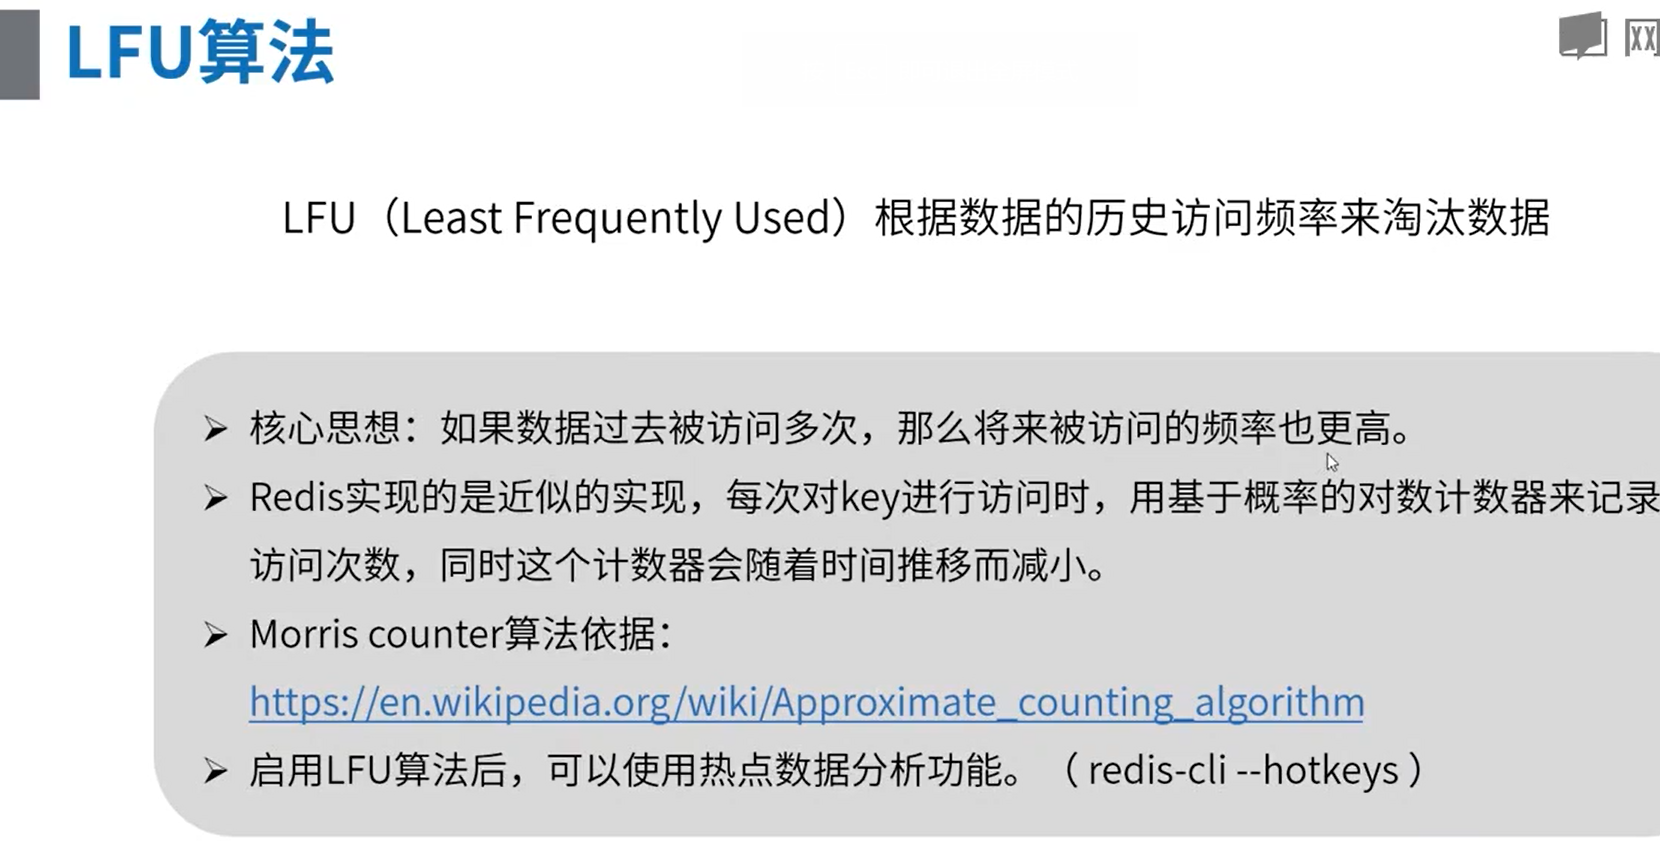 LFU算法
LFU（Least Frequently Used）根据数据的历史访问频率来淘汰数据
➢ 核心思想：如果数据过去被访问多次，那么将来被访问的频率也更高。
➢ Redis实现的是近似的实现，每次对key进行访问时，用基于概率的对数计数器来记录
访问次数，同时这个计数器会随着时间推移而减小。
➢ Morris counter算法依据：
https://en.wikipedia.org/wiki/Approximate_counting_algorithm
➢ 启用LFU算法后，可以使用热点数据分析功能。（ redis-cli --hotkeys ）